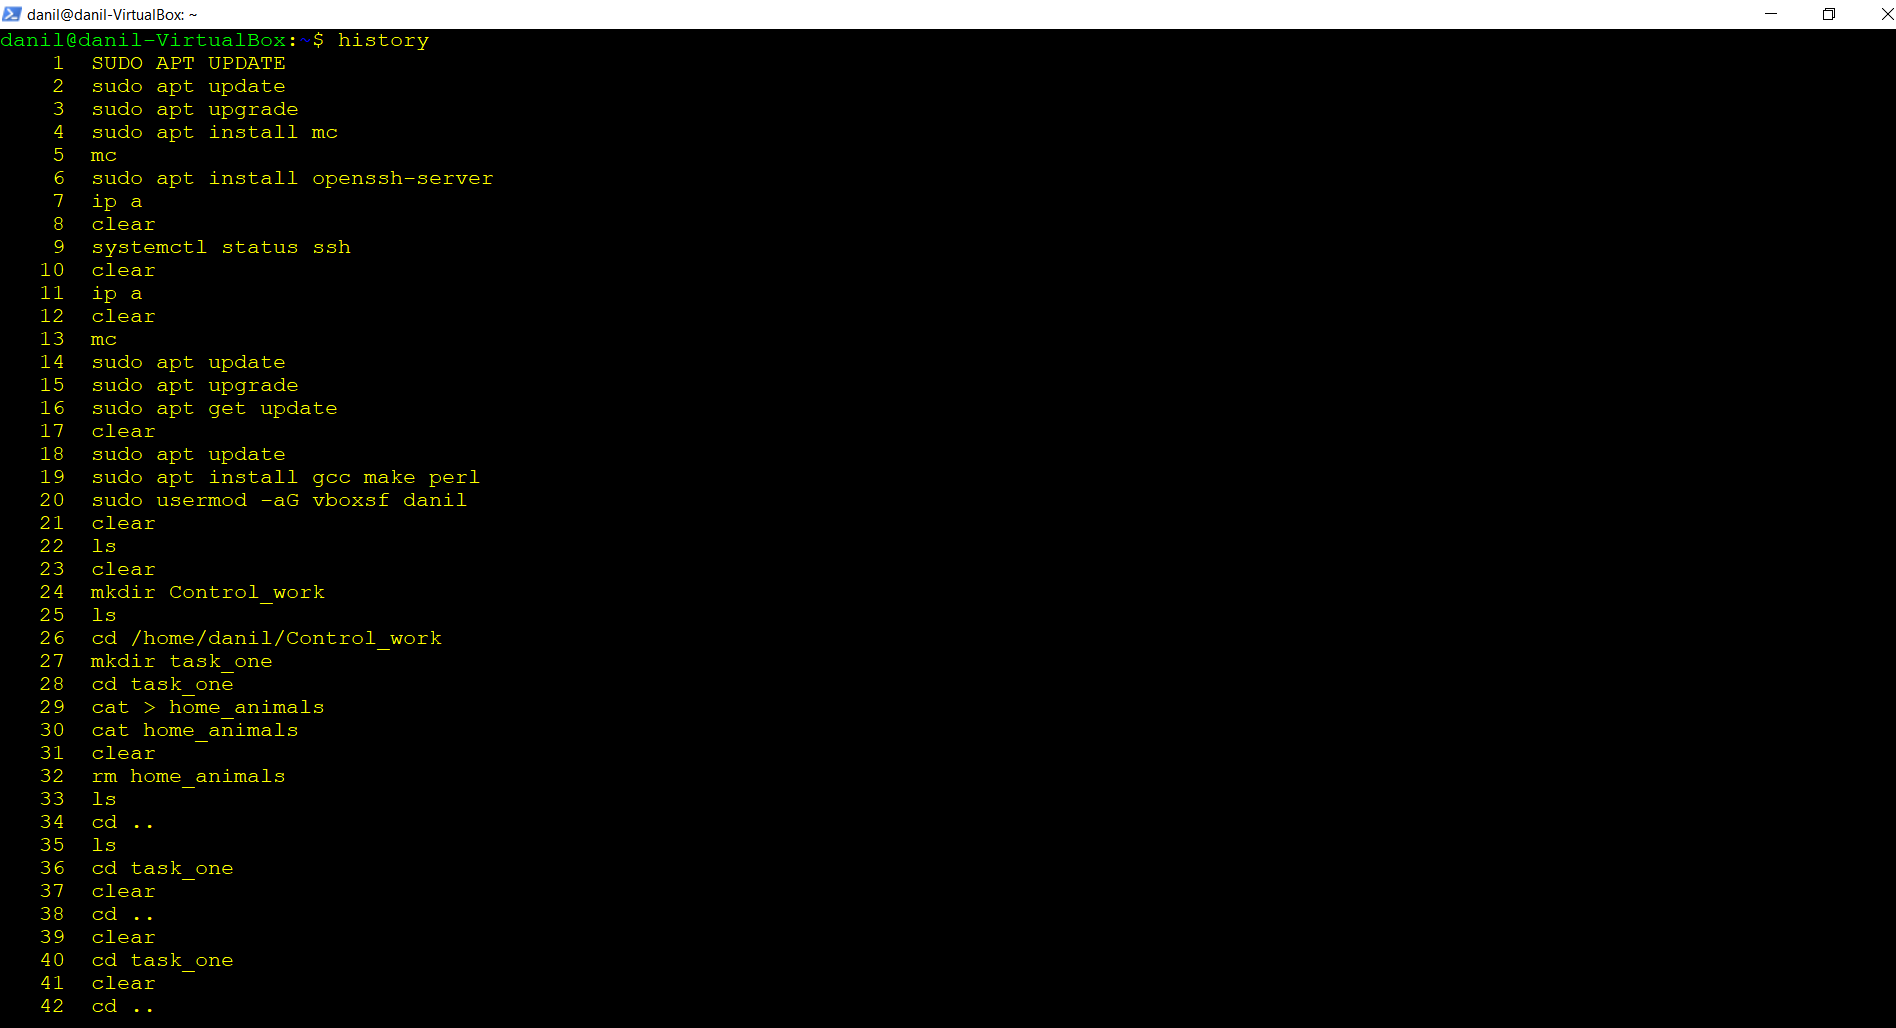 danil@danil-VirtualBox: ~
danil@danil-VirtualBox:~$ history
1 SUDO APT UPDATE
2 sudo apt update
3 sudo apt upgrade
4 sudo apt install mc
5 mc
6 sudo apt install openssh-server
7 ip a
8 clear
9 systemctl status ssh
10 clear
11 ip a
12 clear
13 mc
14 sudo apt update
15 sudo apt upgrade
16 sudo apt get update
17 clear
18 sudo apt update
19 sudo apt install gcc make perl
20 sudo usermod -aG vboxsf danil
21 clear
22 ls
23 clear
24 mkdir Control_work
25 ls
26 cd /home/danil/Control_work
27 mkdir task_one
28 cd task_one
29 cat > home_animals
30 cat home_animals
31 clear
32 rm home_animals
33 ls
34 cd ..
35 ls
36 cd task_one
37 clear
38 cd ..
39 clear
40 cd task_one
41 clear
42 cd ..